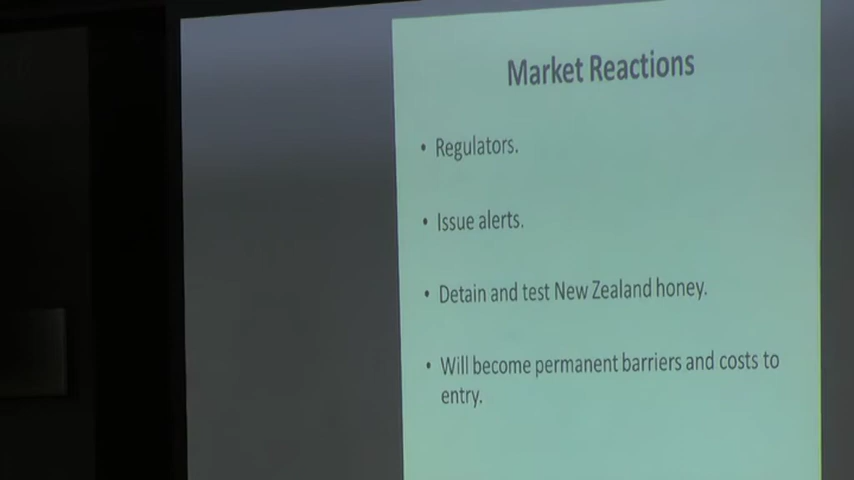 Market Reactions
• Regulators.
• Issue alerts.
• Detain and test New Zealand honey.
• Will become permanent barriers and costs to
entry.